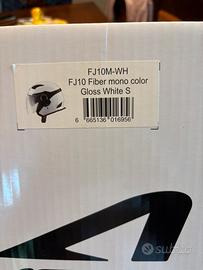 FJ10M-WH
FJ10 Fiber mono color
Gloss White S
6 665136 016956
subito